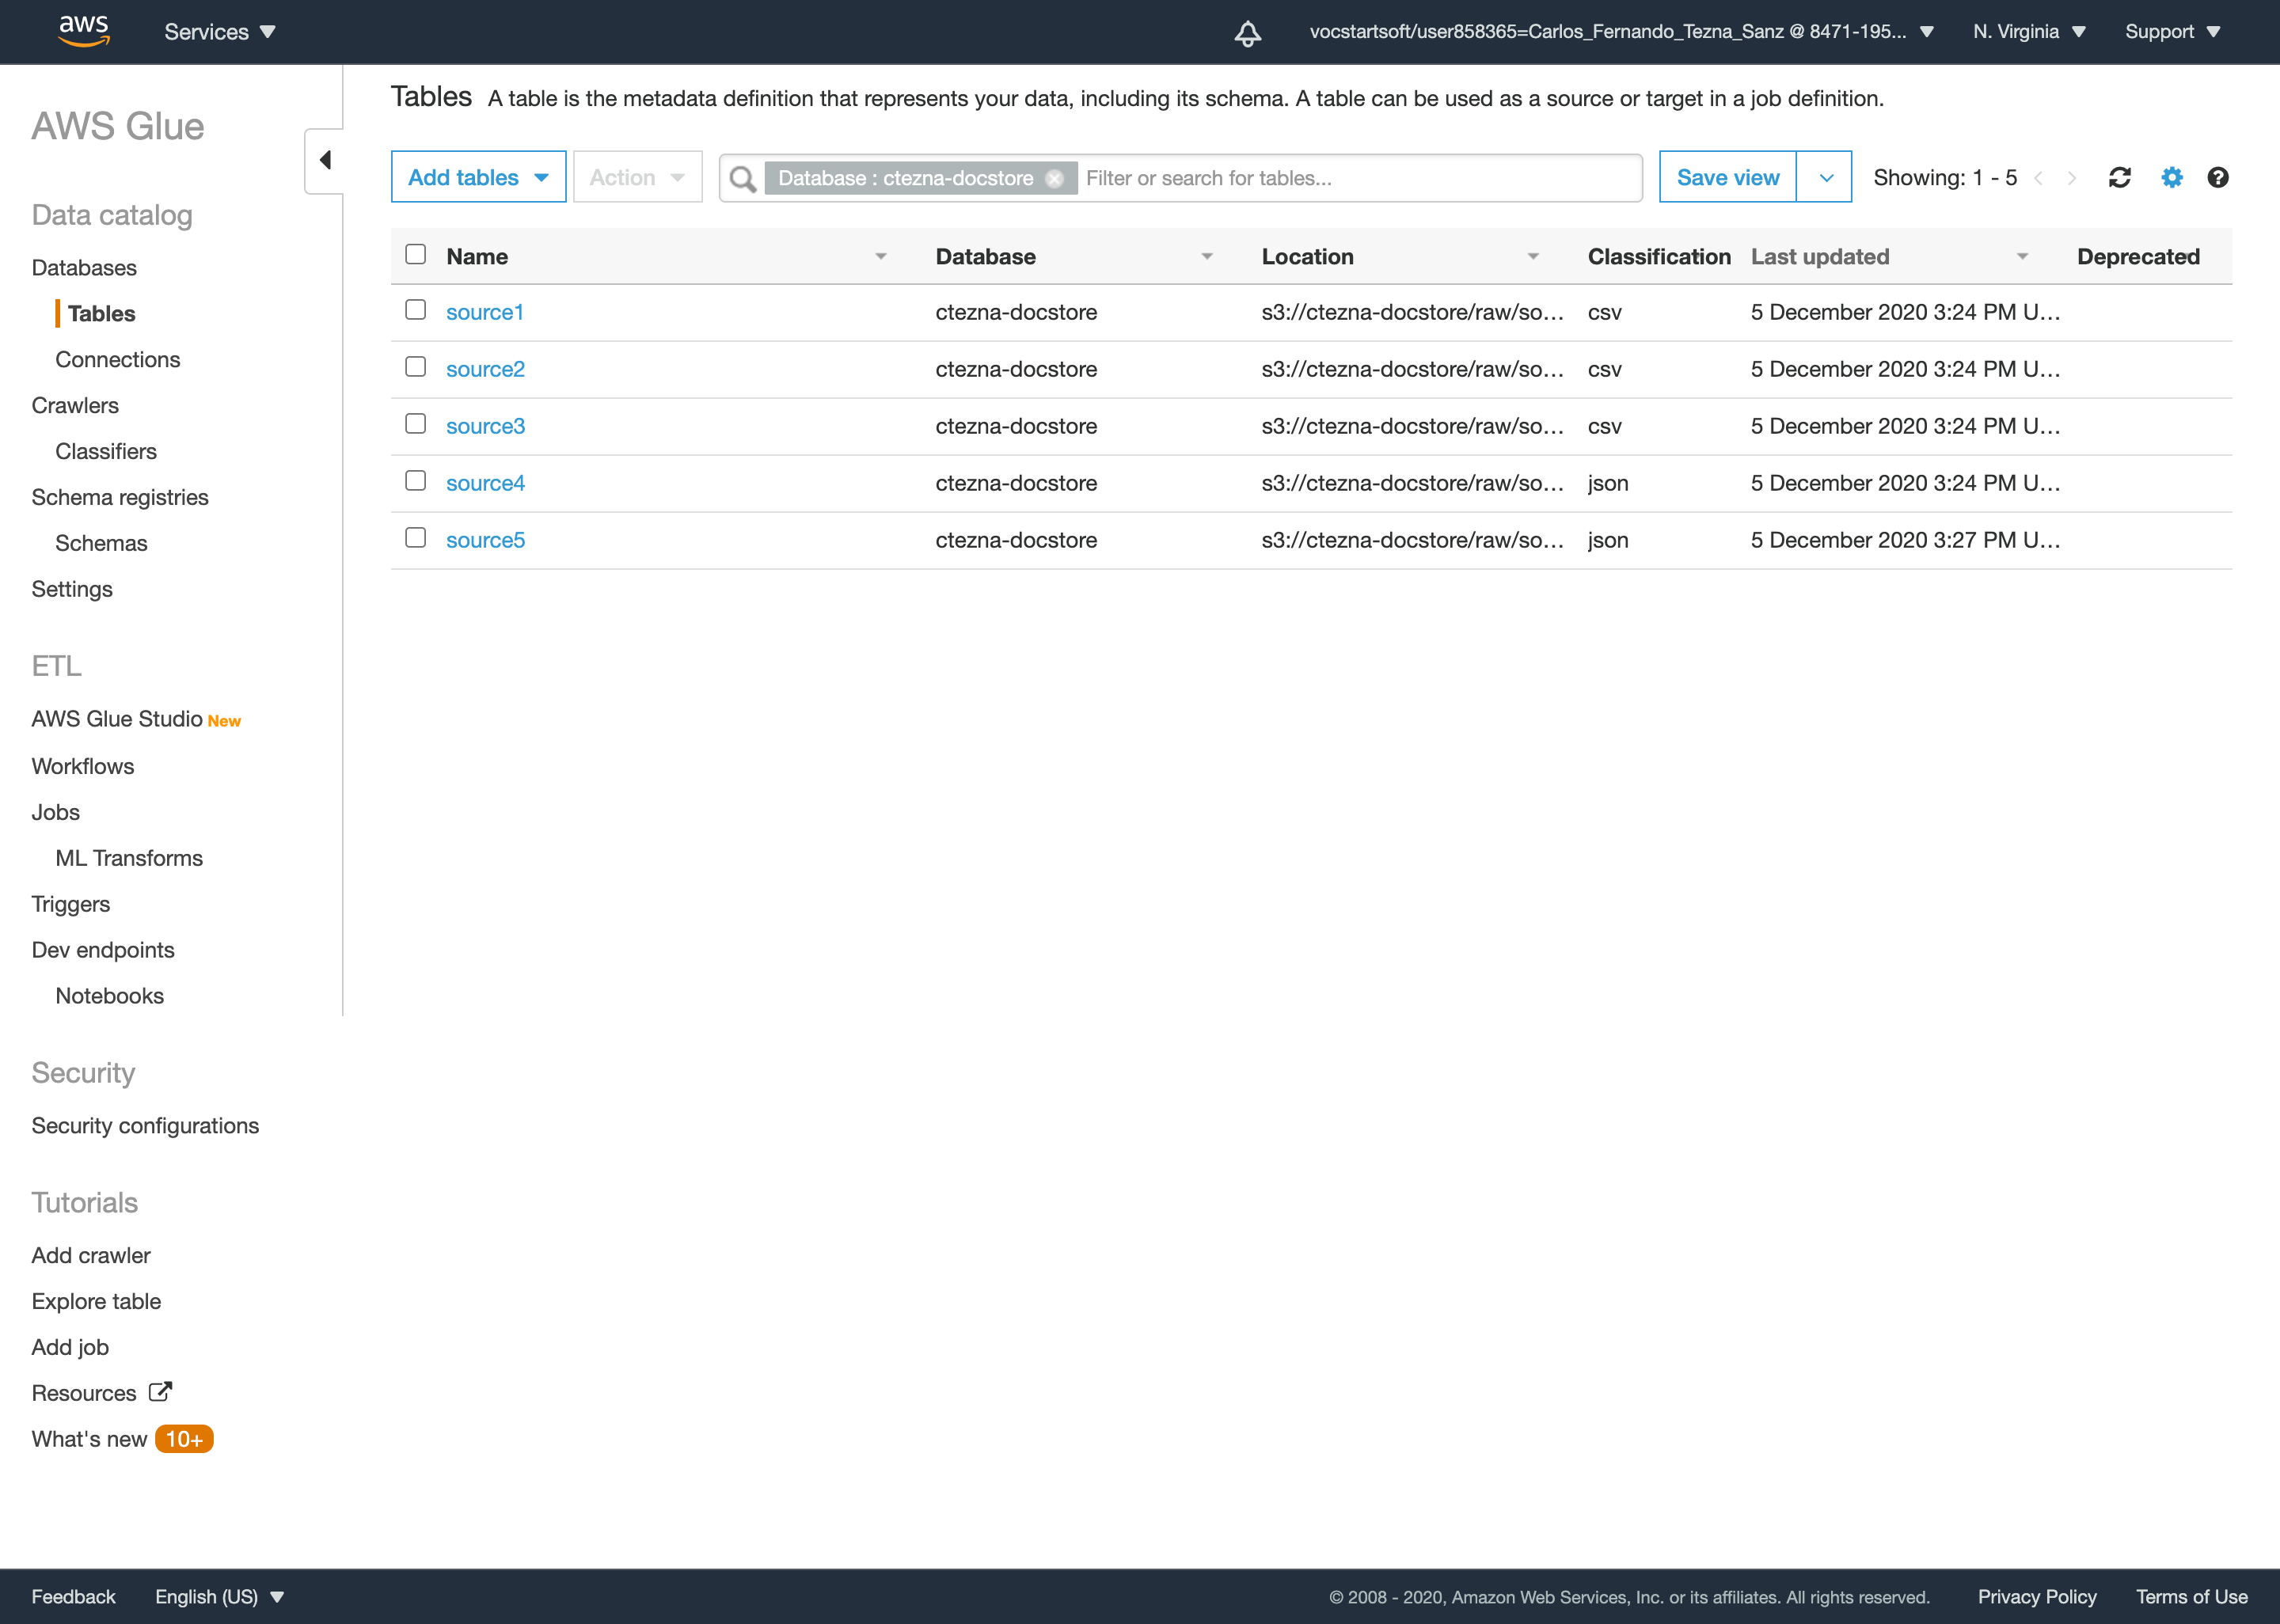 aws
Services
vocstartsoft/user858365=Carlos_Fernando_Tezna_Sanz @ 8471-195...
N. Virginia
Support
AWS Glue
Data catalog
Databases
Tables
Connections
Crawlers
Classifiers
Schema registries
Schemas
Settings
ETL
AWS Glue Studio New
Workflows
Jobs
ML Transforms
Triggers
Dev endpoints
Notebooks
Security
Security configurations
Tutorials
Add crawler
Explore table
Add job
Resources
What's new 10+
Tables A table is the metadata definition that represents your data, including its schema. A table can be used as a source or target in a job definition.
Add tables Action Database : ctezna-docstore Filter or search for tables... Save view Showing: 1 - 5
Name Database Location Classification Last updated Deprecated
source1 ctezna-docstore s3://ctezna-docstore/raw/so... csv 5 December 2020 3:24 PM U...
source2 ctezna-docstore s3://ctezna-docstore/raw/so... csv 5 December 2020 3:24 PM U...
source3 ctezna-docstore s3://ctezna-docstore/raw/so... csv 5 December 2020 3:24 PM U...
source4 ctezna-docstore s3://ctezna-docstore/raw/so... json 5 December 2020 3:24 PM U...
source5 ctezna-docstore s3://ctezna-docstore/raw/so... json 5 December 2020 3:27 PM U...
Feedback English (US) © 2008 - 2020, Amazon Web Services, Inc. or its affiliates. All rights reserved. Privacy Policy Terms of Use